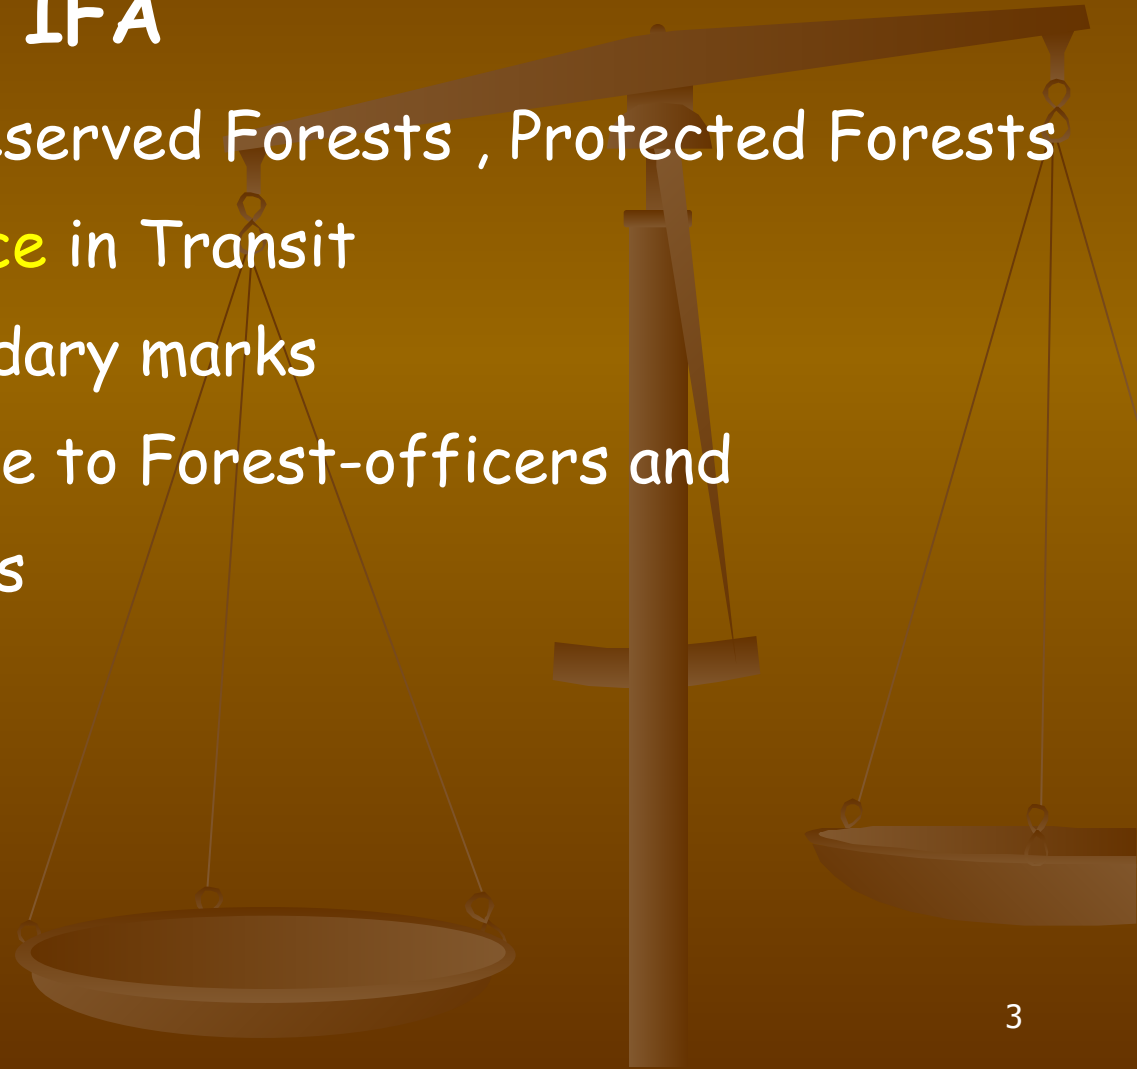 IFA
served Forests , Protected Forests
ce in Transit
dary marks
e to Forest-officers and
s
3